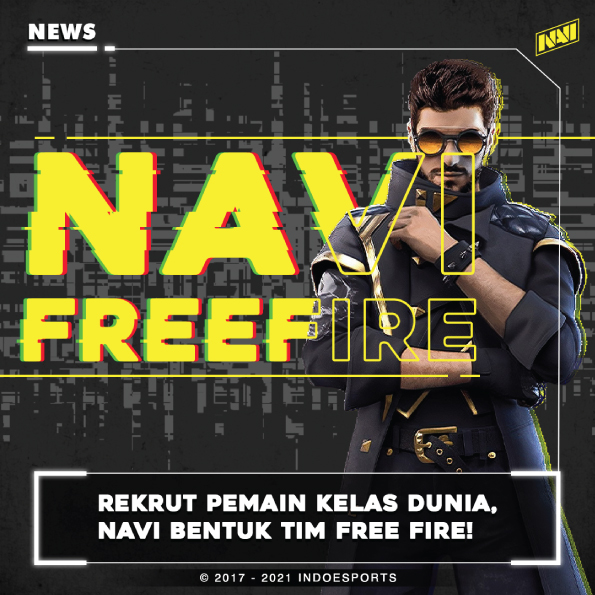 NEWS
NAVI
NAVI
FREEFIRE
REKRUT PEMAIN KELAS DUNIA,
NAVI BENTUK TIM FREE FIRE!
© 2017 - 2021 INDOESPORTS